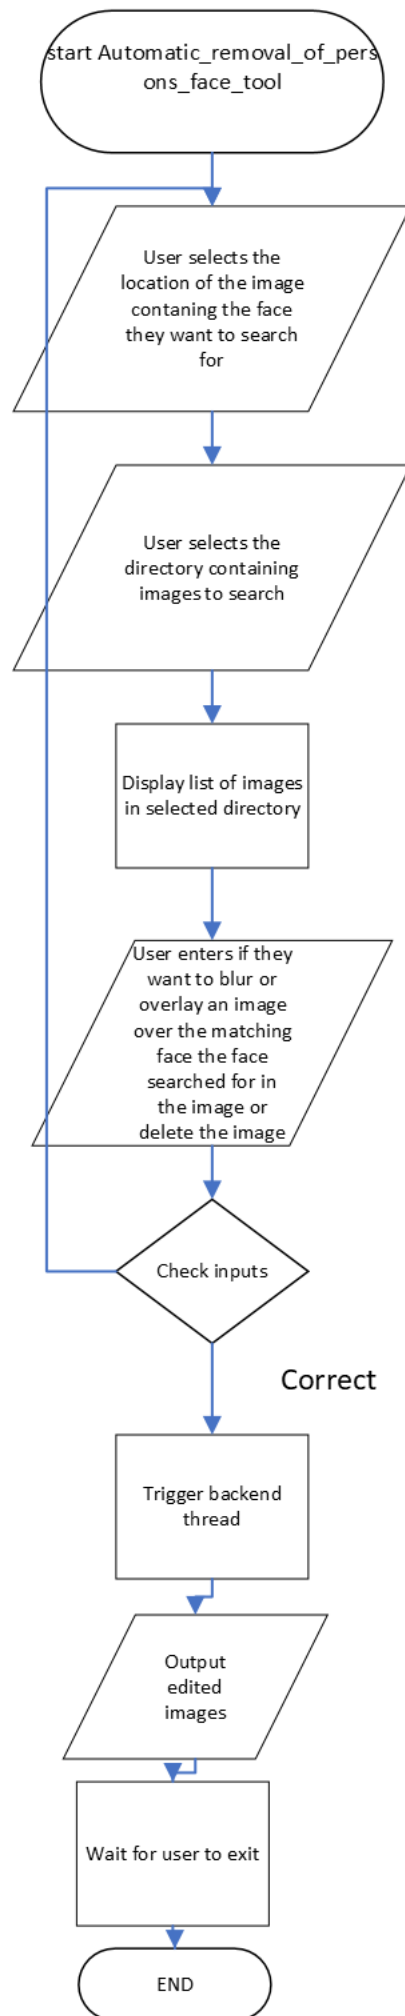 start Automatic_removal_of_pers
ons_face_tool
User selects the
location of the image
contaning the face
they want to search
for
User selects the
directory containing
images to search
Display list of images
in selected directory
User enters if they
want to blur or
overlay an image
over the matching
face the face
searched for in
the image or
delete the image
Check inputs
Correct
Trigger backend
thread
Output
edited
images
Wait for user to exit
END